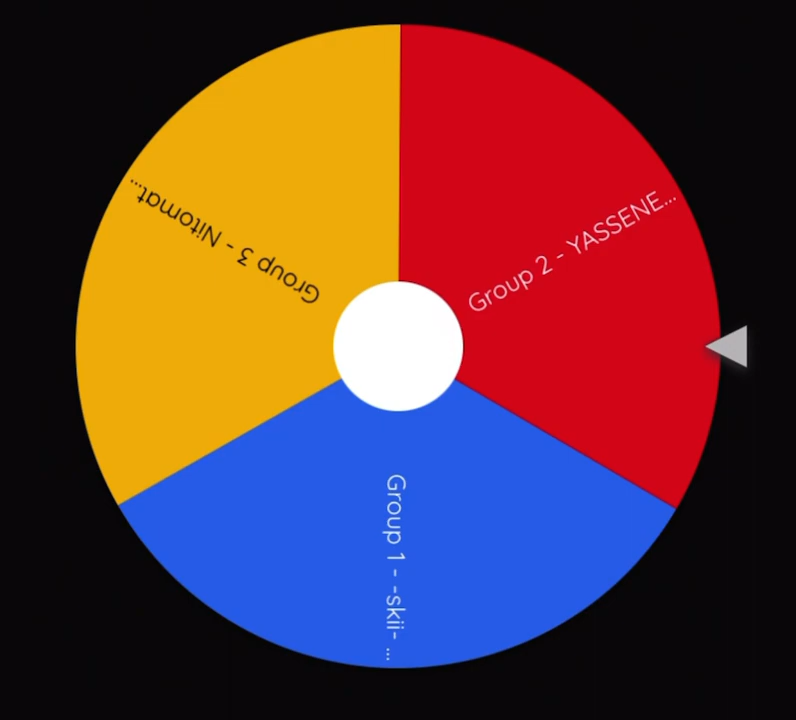 Group 3 - Nitomat...
Group 2 - YASSENE...
Group 1 - -skii- ...